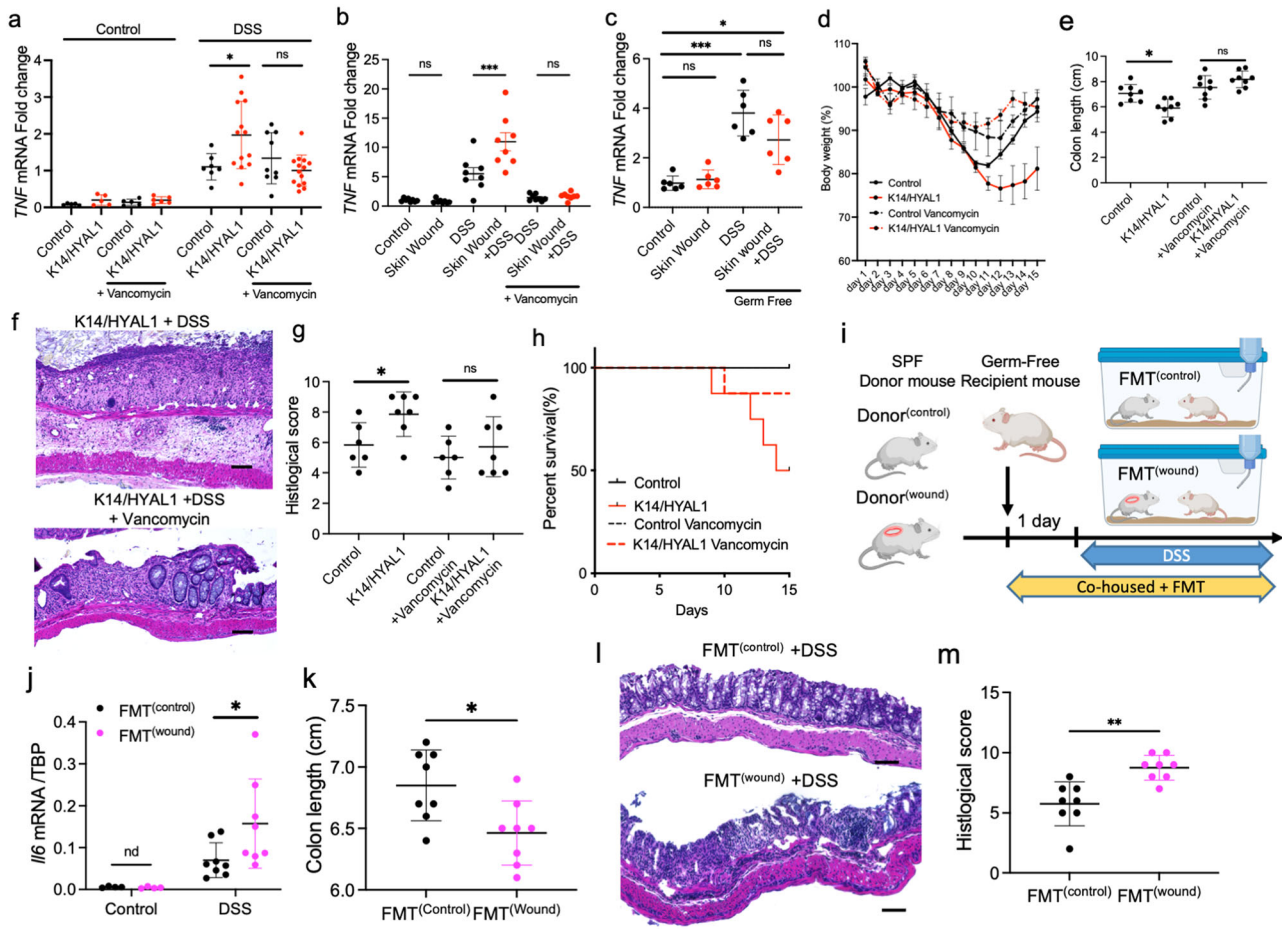 a
Control
DSS
TNF mRNA Fold change
5
4
3
2
1
0
*
ns
Control
K14/HYAL1
Control
K14/HYAL1
Control
K14/HYAL1
Control
K14/HYAL1
+ Vancomycin
+ Vancomycin
b
TNF mRNA Fold change
25
20
15
10
5
0
ns
***
ns
Control
Skin Wound
DSS
Skin Wound
+DSS
DSS
Skin Wound
+DSS
+ Vancomycin
c
TNF mRNA Fold change
8
6
4
2
0
*
***
ns
ns
Control
Skin Wound
DSS
Skin wound
+DSS
Germ Free
d
Body weight (%)
100
90
80
70
60
Control
K14/HYAL1
Control Vancomycin
K14/HYAL1 Vancomycin
day 1
day 2
day 3
day 4
day 5
day 6
day 7
day 8
day 9
day 10
day 11
day 12
day 13
day 14
day 15
e
Colon length (cm)
10
8
6
4
2
0
*
ns
Control
K14/HYAL1
Control
+Vancomycin
K14/HYAL1
+Vancomycin
f
K14/HYAL1 + DSS
K14/HYAL1 +DSS
+ Vancomycin
g
Histlogical score
10
8
6
4
2
0
*
ns
Control
K14/HYAL1
Control
+Vancomycin
K14/HYAL1
+Vancomycin
h
Percent survival(%)
100
50
0
5
10
15
Days
Control
K14/HYAL1
Control Vancomycin
K14/HYAL1 Vancomycin
i
SPF
Donor mouse
Germ-Free
Recipient mouse
Donor(control)
Donor(wound)
1 day
FMT(control)
FMT(wound)
DSS
Co-housed + FMT
j
FMT(control)
FMT(wound)
Il6 mRNA /TBP
0.4
0.3
0.2
0.1
0.0
nd
*
Control
DSS
k
Colon length (cm)
7.5
7.0
6.5
6.0
*
FMT(Control)
FMT(Wound)
l
FMT(control) +DSS
FMT(wound) +DSS
m
Histlogical score
15
10
5
0
**
FMT(control)
FMT(wound)